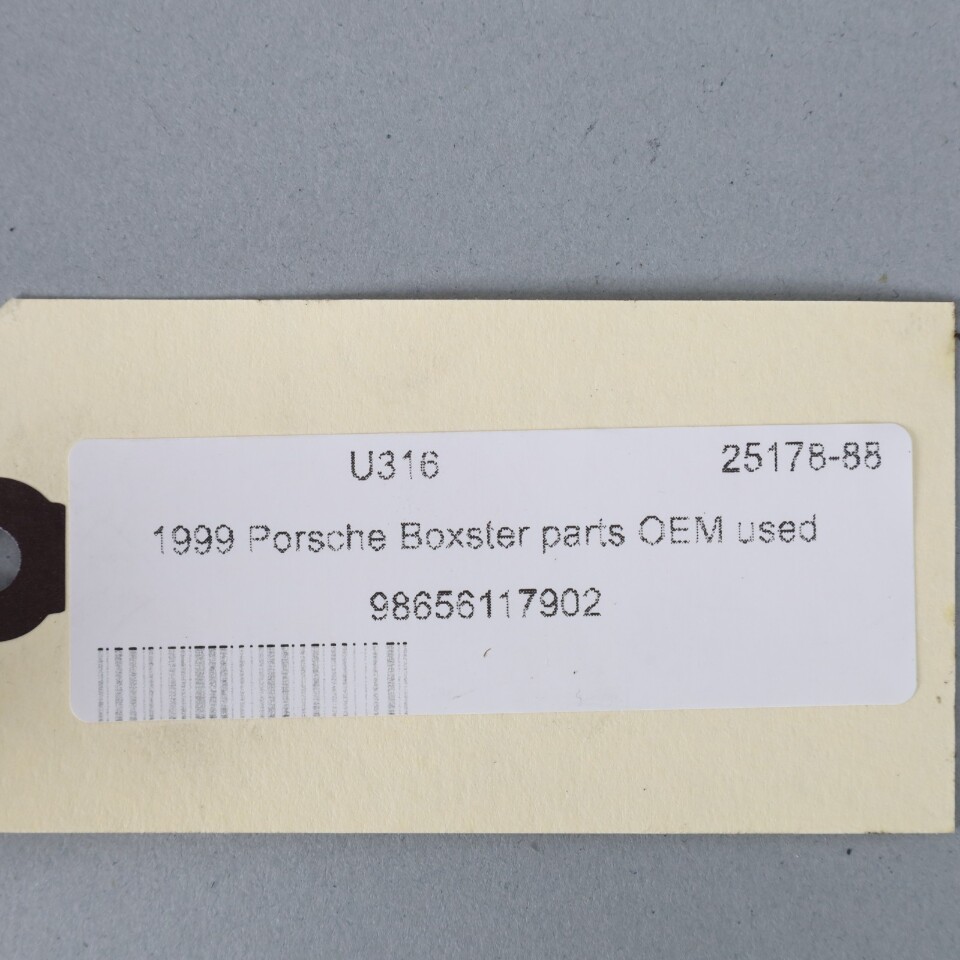 U316 25178-88
1999 Porsche Boxster parts OEM used
98656117902